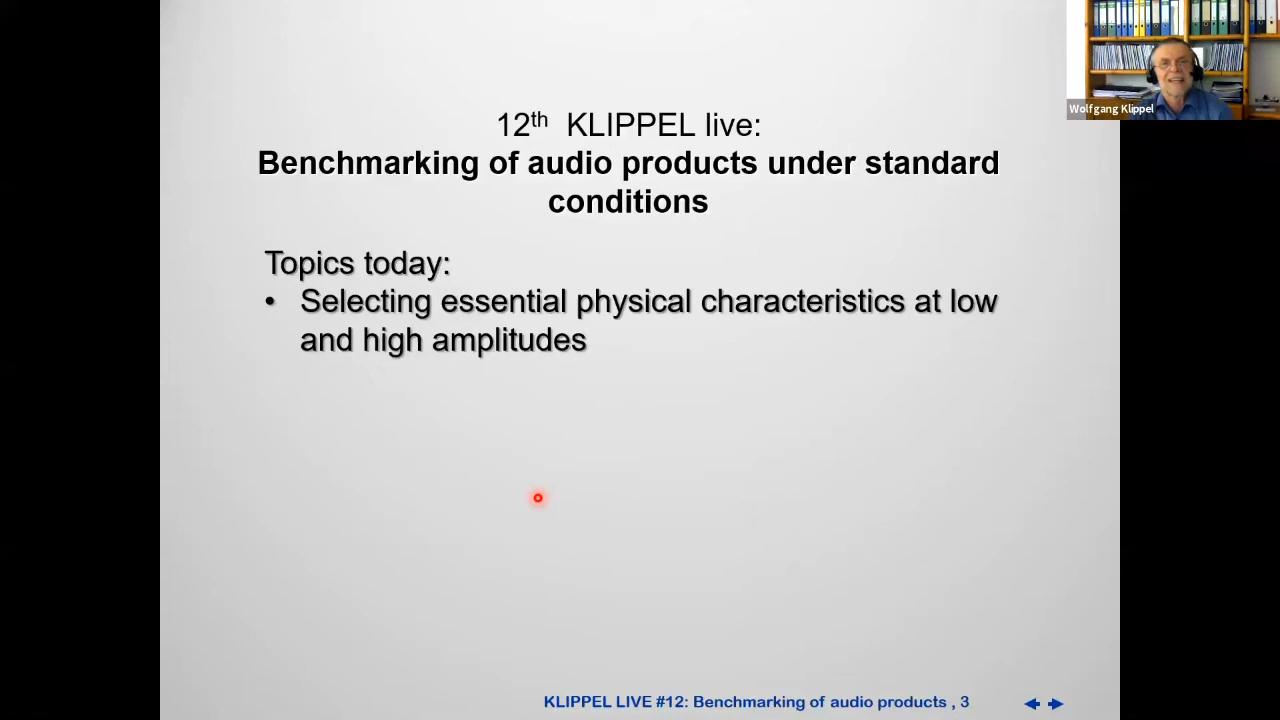 12th KLIPPEL live:
Benchmarking of audio products under standard
conditions
Topics today:
• Selecting essential physical characteristics at low
and high amplitudes
Wolfgang Klippel
KLIPPEL LIVE #12: Benchmarking of audio products , 3